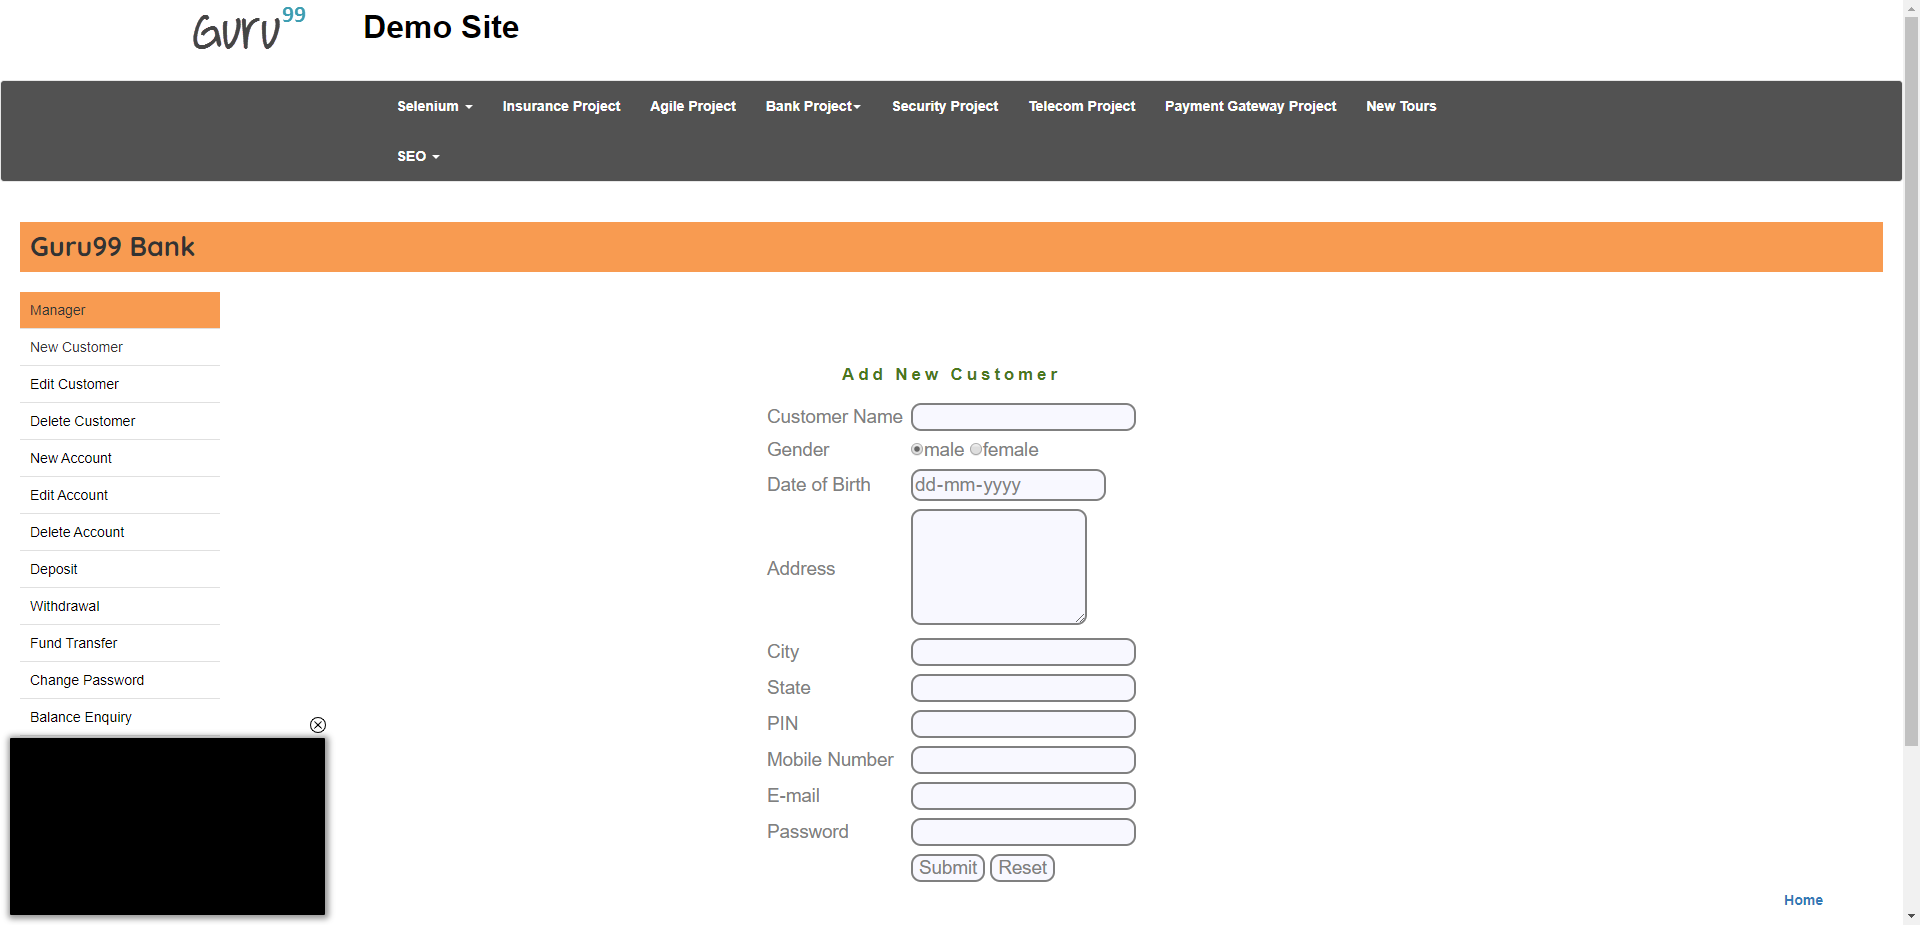 Guru99
Demo Site
Selenium
Insurance Project
Agile Project
Bank Project
Security Project
Telecom Project
Payment Gateway Project
New Tours
SEO
Guru99 Bank
Manager
New Customer
Edit Customer
Delete Customer
New Account
Edit Account
Delete Account
Deposit
Withdrawal
Fund Transfer
Change Password
Balance Enquiry
Add New Customer
Customer Name
Gender male female
Date of Birth dd-mm-yyyy
Address
City
State
PIN
Mobile Number
E-mail
Password
Submit Reset
Home